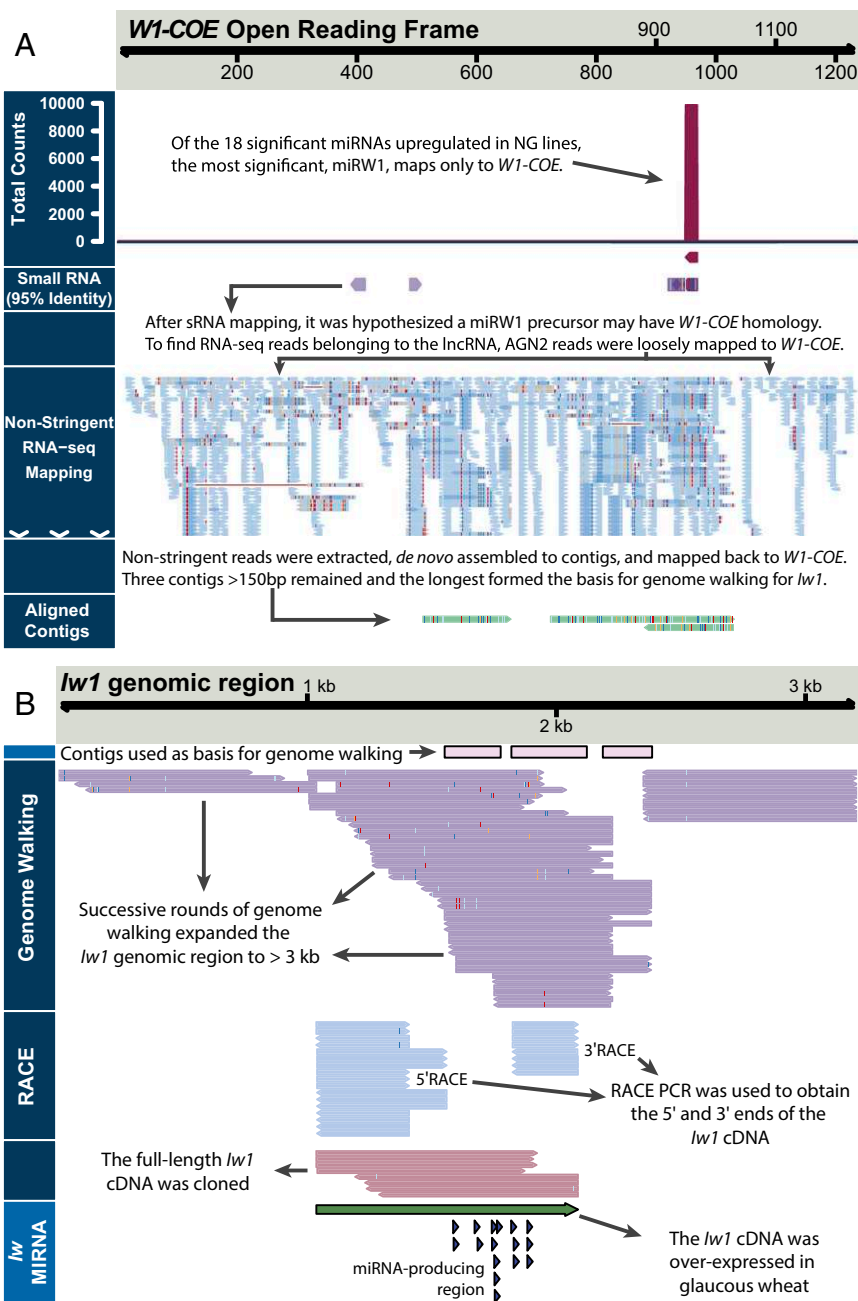 A
W1-COE Open Reading Frame
900 1100
200 400 600 800 1000 1200
Total Counts
10000
8000
6000
4000
2000
0
Of the 18 significant miRNAs upregulated in NG lines,
the most significant, miRW1, maps only to W1-COE.
Small RNA
(95% Identity)
After sRNA mapping, it was hypothesized a miRW1 precursor may have W1-COE homology.
To find RNA-seq reads belonging to the lncRNA, AGN2 reads were loosely mapped to W1-COE.
Non-Stringent
RNA-seq
Mapping
Non-stringent reads were extracted, de novo assembled to contigs, and mapped back to W1-COE.
Three contigs >150bp remained and the longest formed the basis for genome walking for Iw1.
Aligned
Contigs
B
Iw1 genomic region
1 kb 3 kb
2 kb
Contigs used as basis for genome walking
Genome Walking
Successive rounds of genome
walking expanded the
Iw1 genomic region to > 3 kb
RACE
5'RACE
3'RACE
RACE PCR was used to obtain
the 5' and 3' ends of the
Iw1 cDNA
The full-length Iw1
cDNA was cloned
Iw
MIRNA
miRNA-producing
region
The Iw1 cDNA was
over-expressed in
glaucous wheat